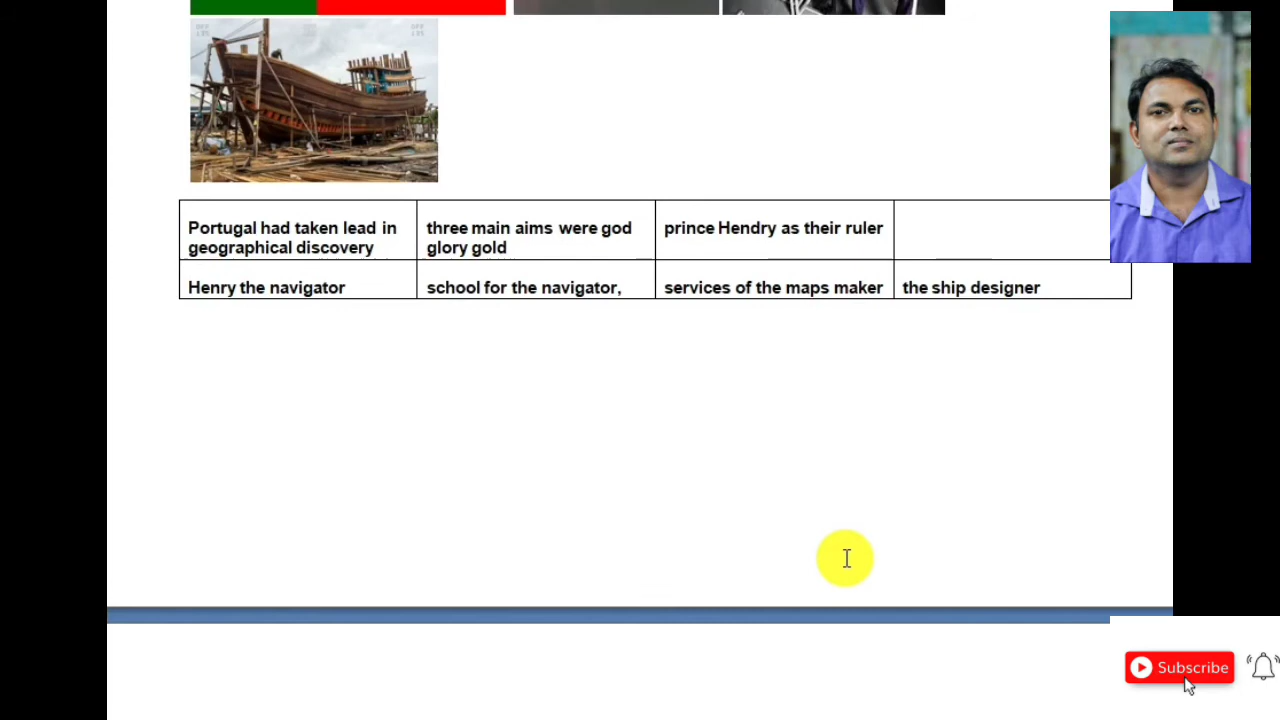 Portugal had taken lead in
geographical discovery
three main aims were god
glory gold
prince Hendry as their ruler
Henry the navigator
school for the navigator,
services of the maps maker
the ship designer
Subscribe